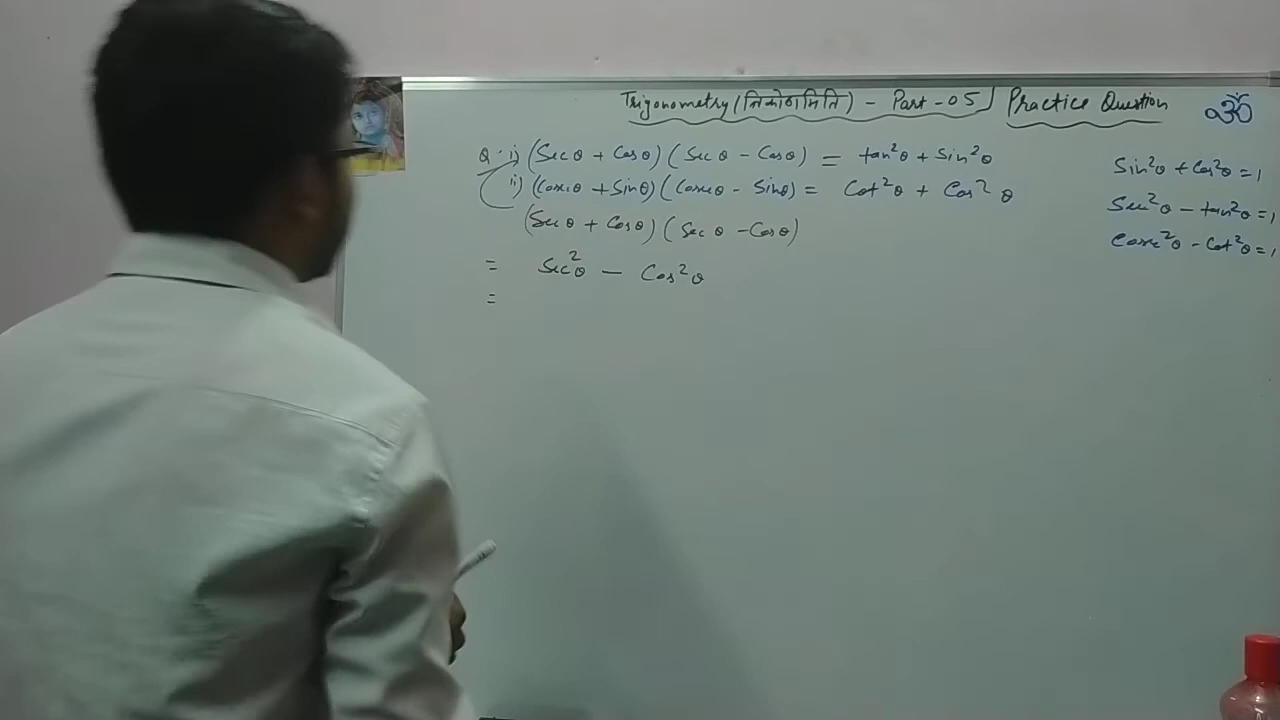 Trigonometry (त्रिकोणमिति) - Part - 05 Practice Question ॐ
Q. i) (Secθ + Cosθ) (Secθ - Cosθ) = tan²θ + Sin²θ
ii) (Cosecθ + Sinθ) (Cosecθ - Sinθ) = Cot²θ + Cos²θ
(Secθ + Cosθ) (Secθ - Cosθ)
= Sec²θ - Cos²θ
=
Sin²θ + Cos²θ = 1
Sec²θ - tan²θ = 1
Cosec²θ - Cot²θ = 1